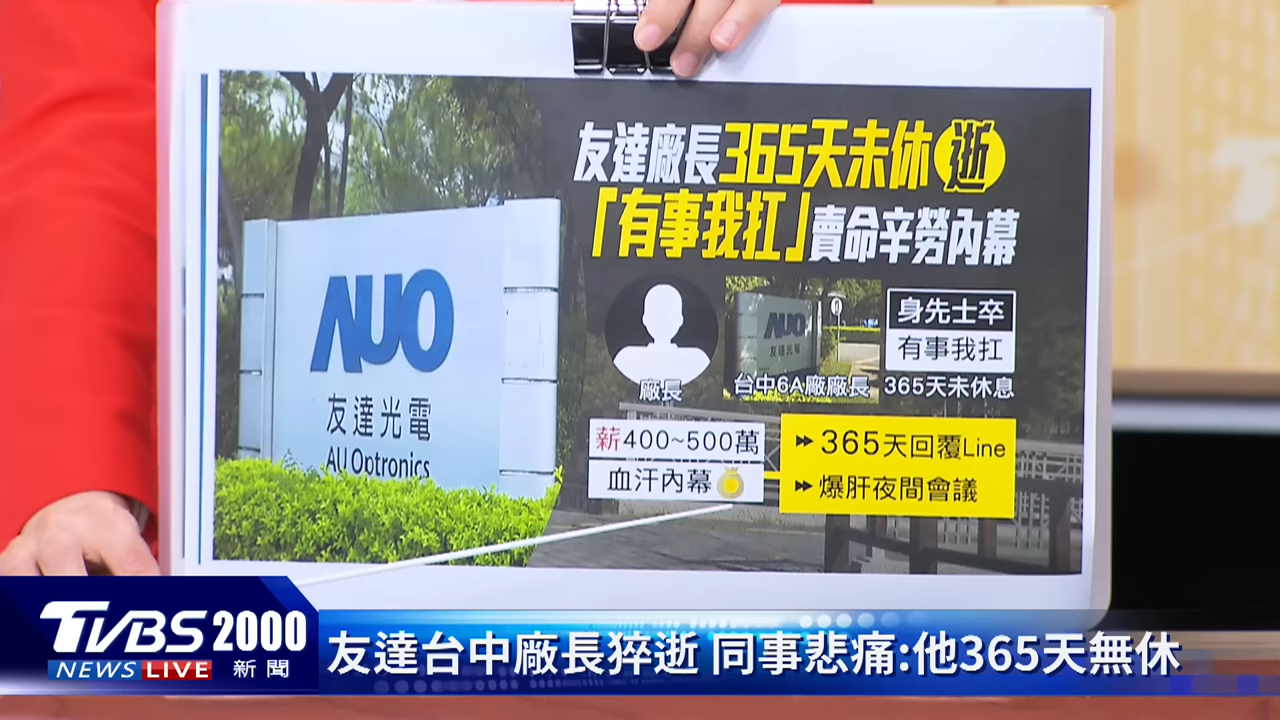 友達廠長365天未休逝
「有事我扛」賣命辛勞內幕
AUO
友達光電
AU Optronics
AUO
友達光電
廠長
台中6A廠廠長
身先士卒
有事我扛
365天未休息
薪400~500萬
血汗內幕
365天回覆Line
爆肝夜間會議
TVBS 2000
NEWS LIVE 新聞
友達台中廠長猝逝 同事悲痛:他365天無休